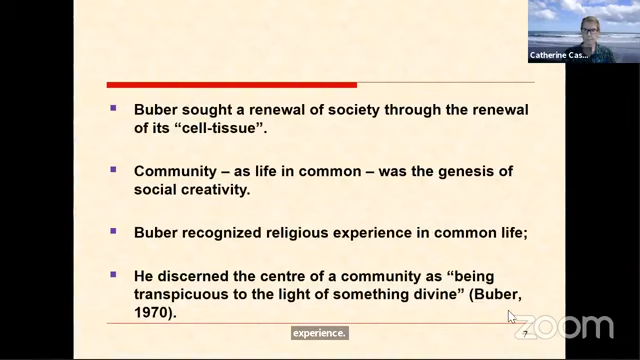 Catherine Cas...
Buber sought a renewal of society through the renewal
of its “cell-tissue”.
Community – as life in common – was the genesis of
social creativity.
Buber recognized religious experience in common life;
He discerned the centre of a community as “being
transpicuous to the light of something divine” (Buber,
1970).
zoom
7
experience.